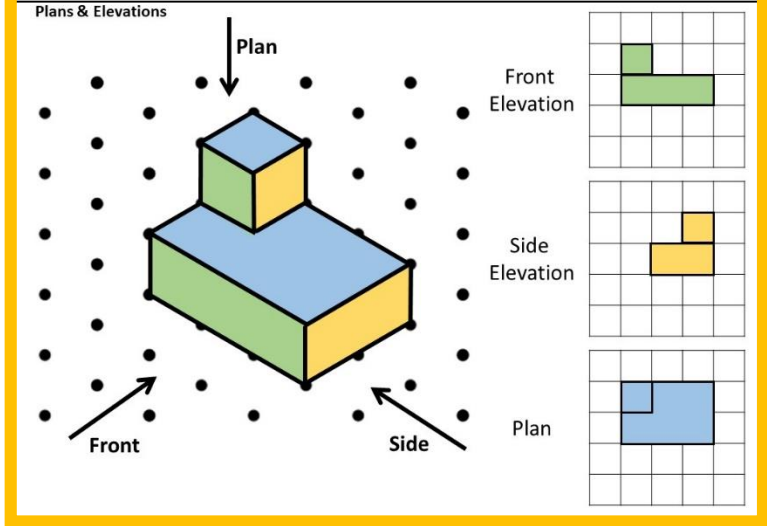 Plans & Elevations
Plan
Front
Side
Front
Elevation
Side
Elevation
Plan